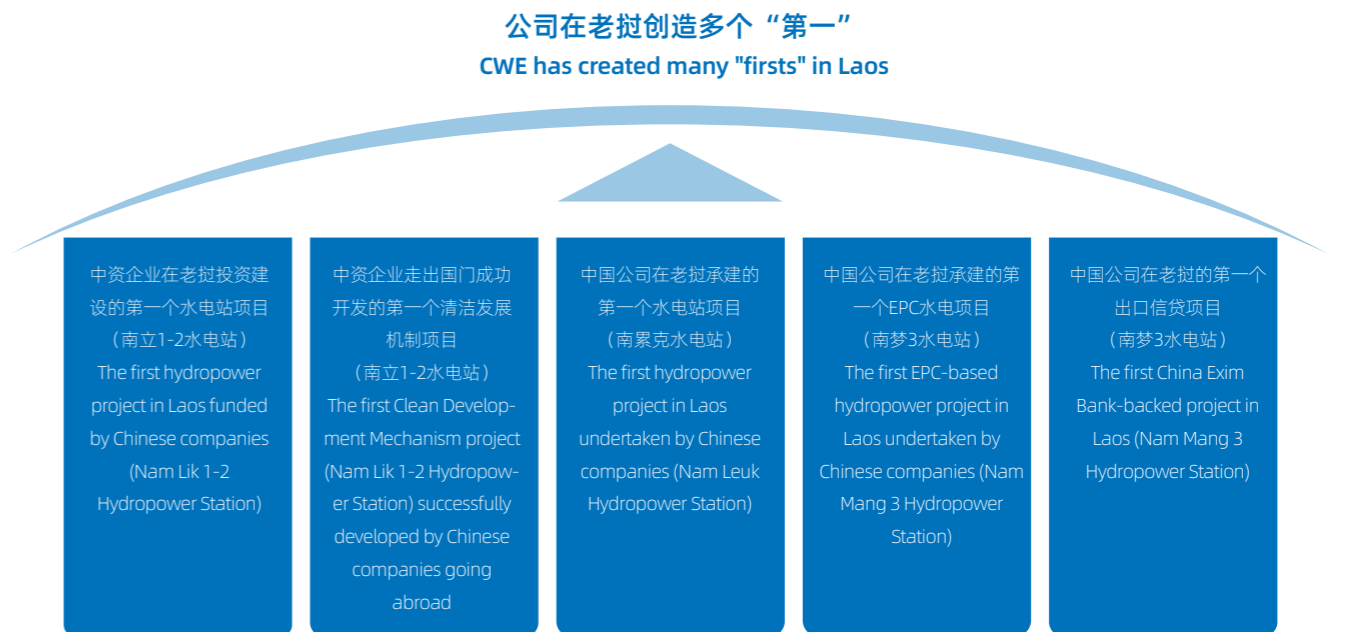 公司在老挝创造多个“第一”
CWE has created many "firsts" in Laos
中资企业在老挝投资建
设的第一个水电站项目
（南立1-2水电站）
The first hydropower
project in Laos funded
by Chinese companies
(Nam Lik 1-2
Hydropower Station)
中资企业走出国门成功
开发的第一个清洁发展
机制项目
（南立1-2水电站）
The first Clean Develop-
ment Mechanism project
(Nam Lik 1-2 Hydropow-
er Station) successfully
developed by Chinese
companies going
abroad
中国公司在老挝承建的
第一个水电站项目
（南累克水电站）
The first hydropower
project in Laos
undertaken by Chinese
companies (Nam Leuk
Hydropower Station)
中国公司在老挝承建的第
一个EPC水电项目
（南梦3水电站）
The first EPC-based
hydropower project in
Laos undertaken by
Chinese companies (Nam
Mang 3 Hydropower
Station)
中国公司在老挝的第一个
出口信贷项目
（南梦3水电站）
The first China Exim
Bank-backed project in
Laos (Nam Mang 3
Hydropower Station)